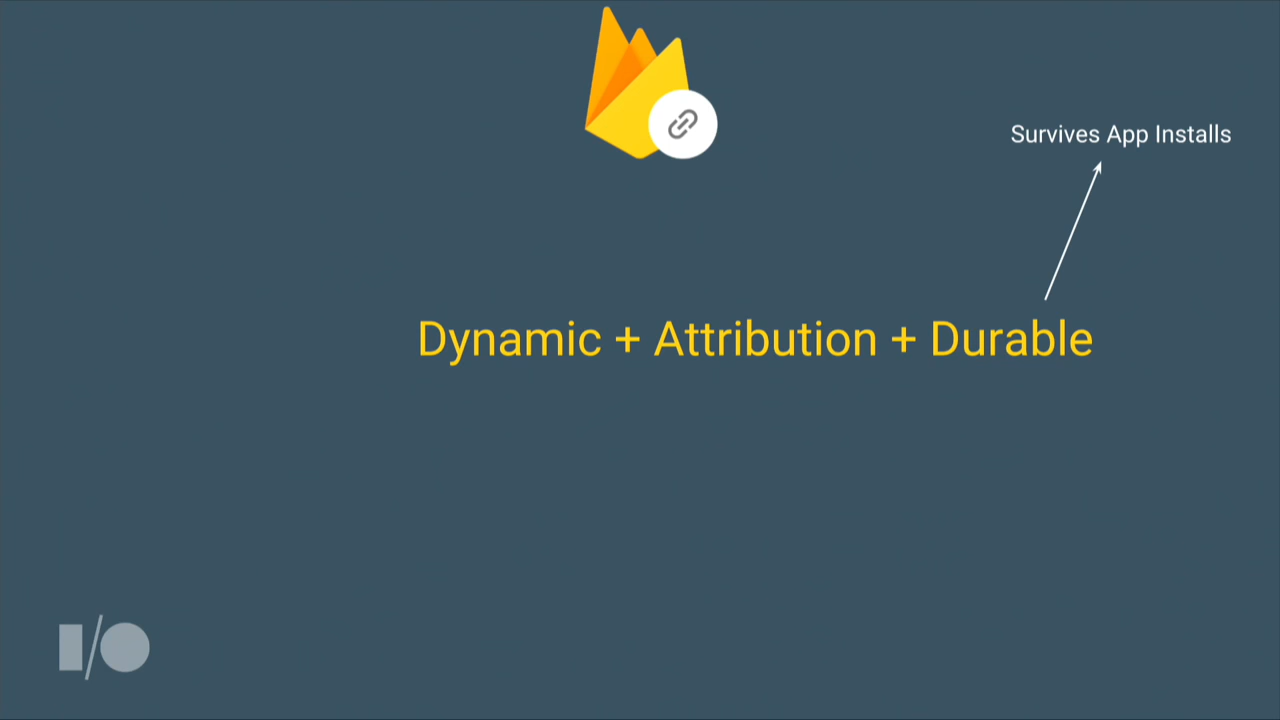 Survives App Installs
Dynamic + Attribution + Durable
I/O